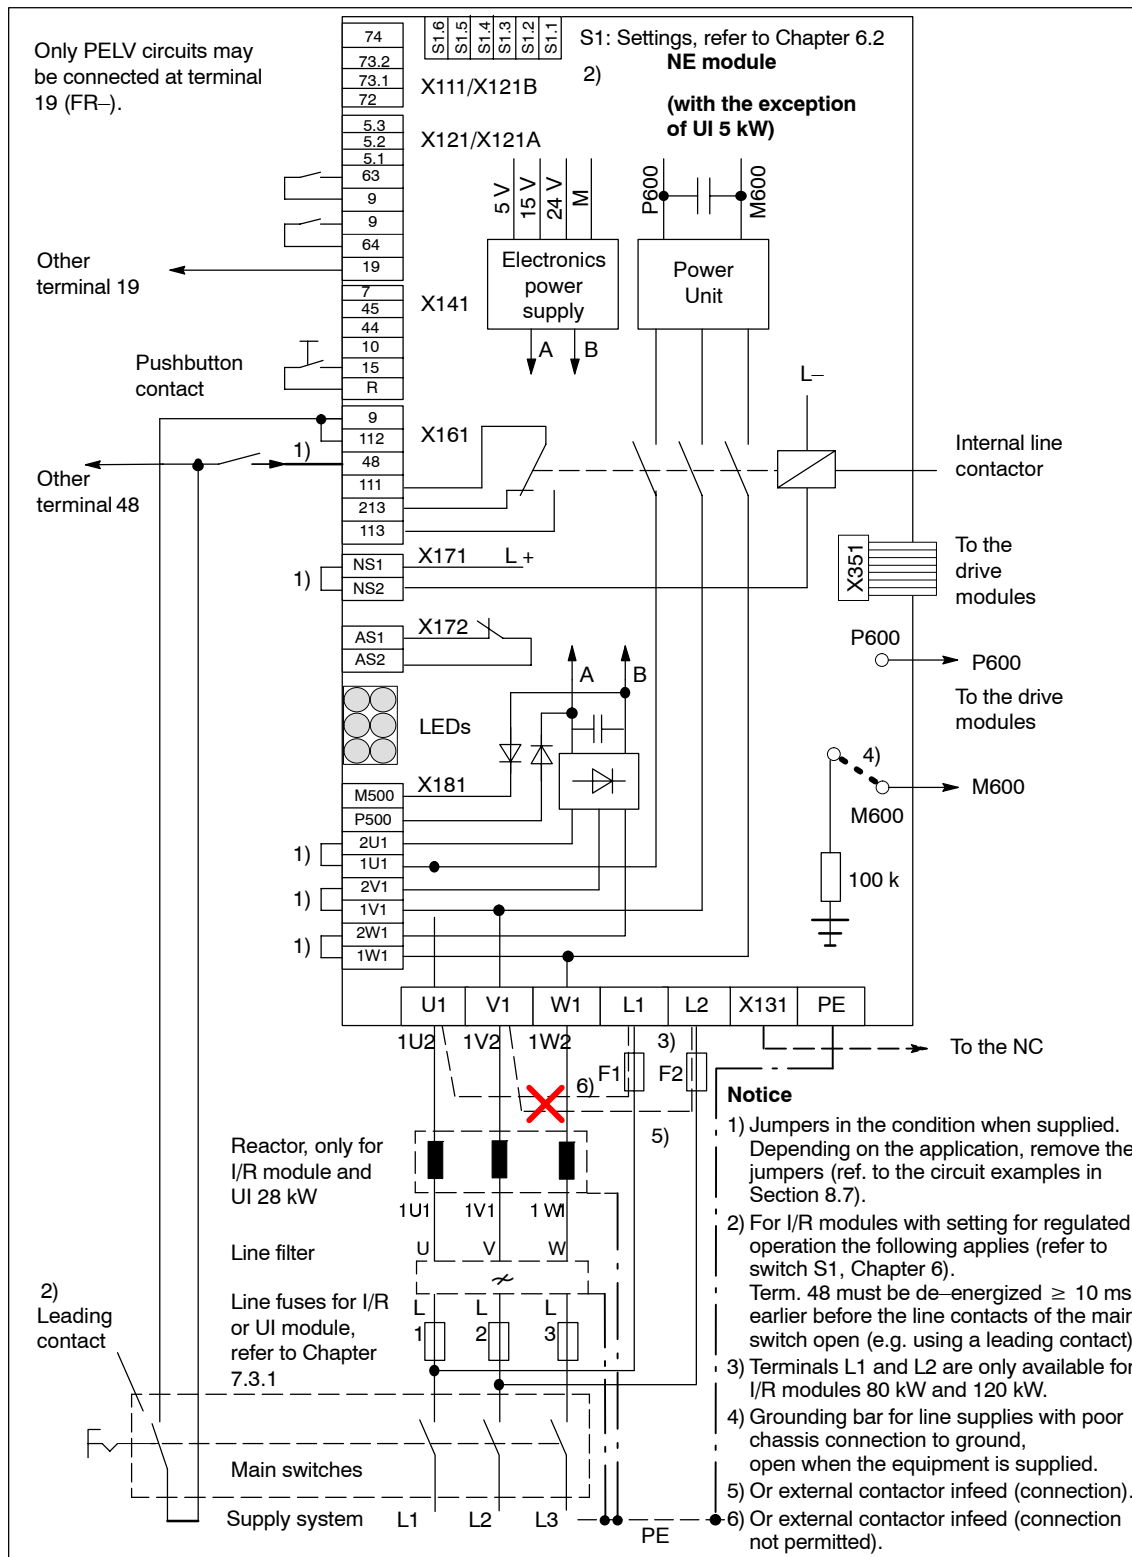 Only PELV circuits may
be connected at terminal
19 (FR–).
74
73.2
73.1
72
S1.6
S1.5
S1.4
S1.3
S1.2
S1.1
S1: Settings, refer to Chapter 6.2
2)
NE module
(with the exception
of UI 5 kW)
X111/X121B
5.3
5.2
5.1
63
9
9
64
19
X121/X121A
5 V
15 V
24 V
M
P600
M600
Electronics
power
supply
Power
Unit
A
B
Other
terminal 19
7
45
44
10
15
R
X141
Pushbutton
contact
L–
9
112
48
111
213
113
X161
1)
Internal line
contactor
Other
terminal 48
NS1
NS2
X171
L +
1)
X351
To the
drive
modules
AS1
AS2
X172
A
B
P600
P600
To the drive
modules
LEDs
4)
M600
M600
M500
P500
2U1
1U1
2V1
1V1
2W1
1W1
X181
1)
1)
1)
100 k
U1
V1
W1
L1
L2
X131
PE
1U2
1V2
1W2
3)
F1
F2
6)
5)
To the NC
Reactor, only for
I/R module and
UI 28 kW
1U1
1V1
1W1
Line filter
U
V
W
2)
Leading
contact
Line fuses for I/R
or UI module,
refer to Chapter
7.3.1
L
1
L
2
L
3
Main switches
Supply system
L1
L2
L3
PE
Notice
1) Jumpers in the condition when supplied.
Depending on the application, remove the
jumpers (ref. to the circuit examples in
Section 8.7).
2) For I/R modules with setting for regulated
operation the following applies (refer to
switch S1, Chapter 6).
Term. 48 must be de–energized ≥ 10 ms
earlier before the line contacts of the main
switch open (e.g. using a leading contact)
3) Terminals L1 and L2 are only available for
I/R modules 80 kW and 120 kW.
4) Grounding bar for line supplies with poor
chassis connection to ground,
open when the equipment is supplied.
5) Or external contactor infeed (connection).
6) Or external contactor infeed (connection
not permitted).